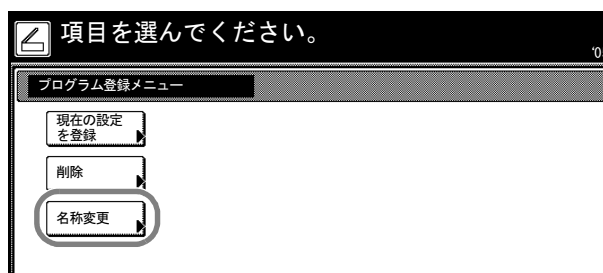 項目を選んでください。
'0
プログラム登録メニュー
現在の設定
を登録
削除
名称変更